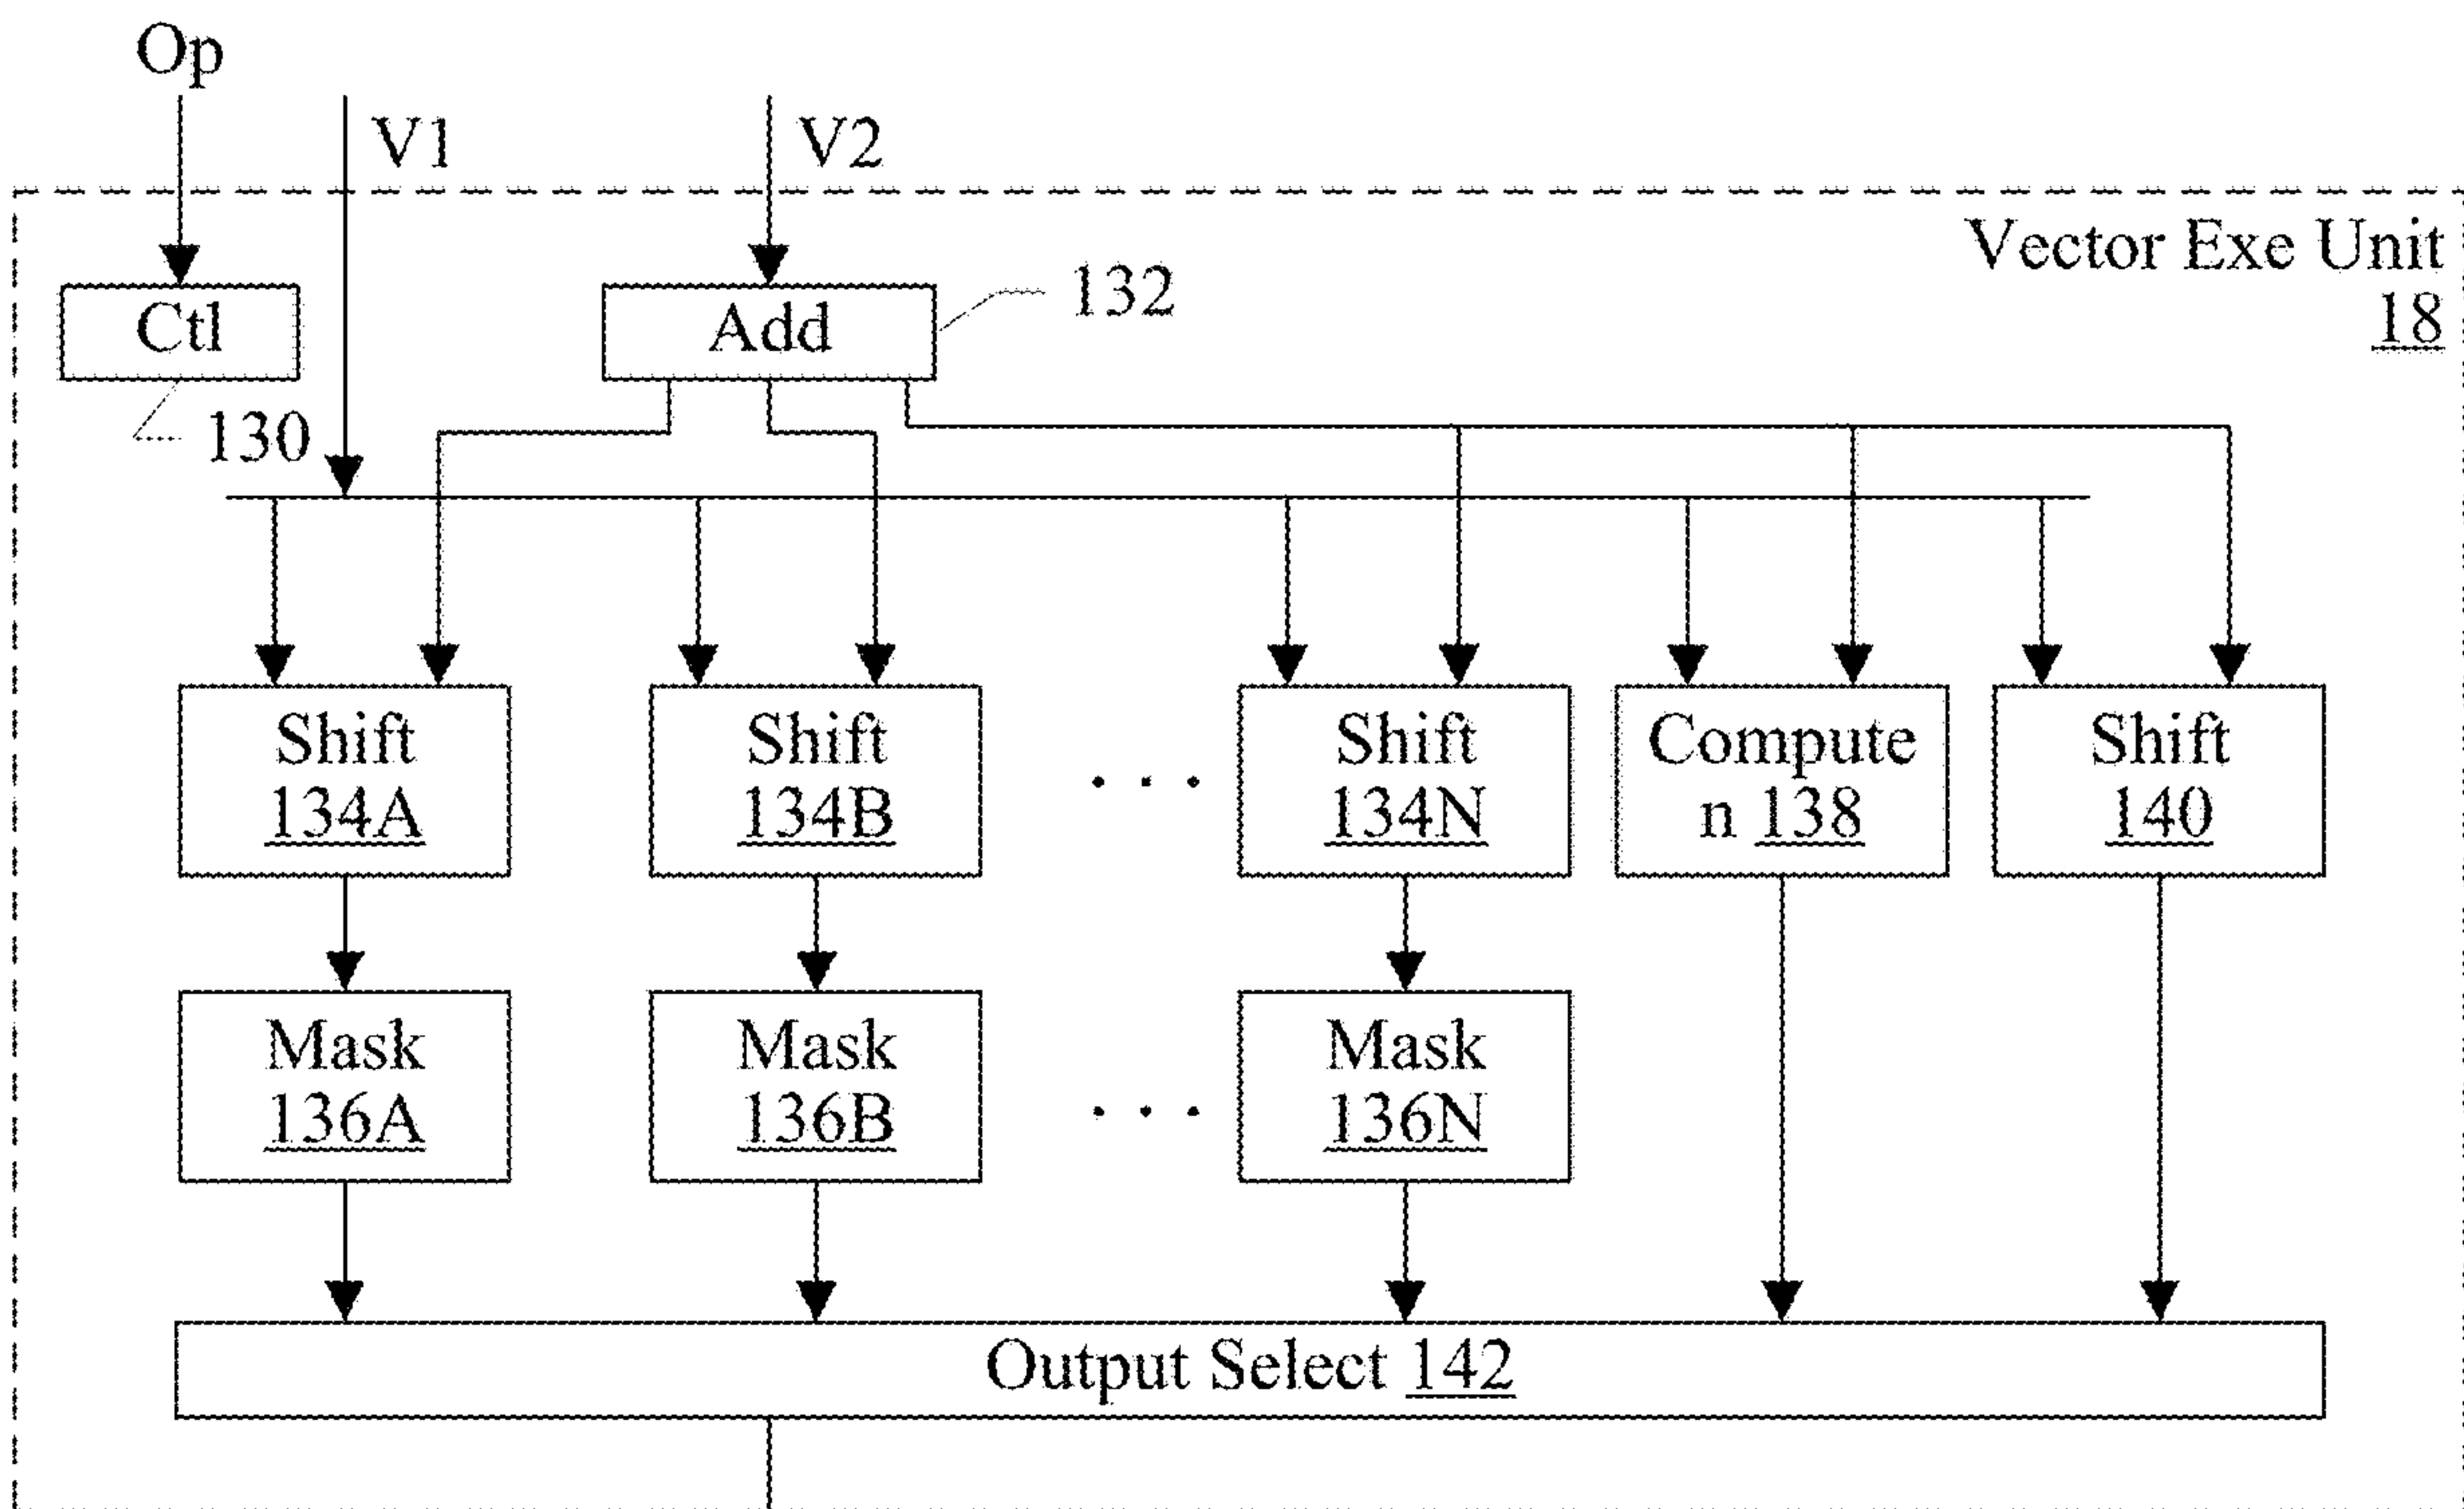 Op
V1
V2
Vector Exe Unit
18
Ctl
Add
132
130
Shift
134A
Shift
134B
. . .
Shift
134N
Compute
n 138
Shift
140
Mask
136A
Mask
136B
. . .
Mask
136N
Output Select 142